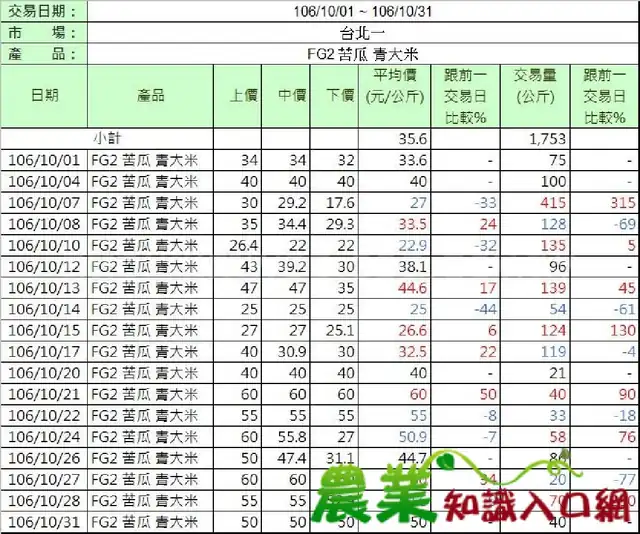 交易日期： 106/10/01 ~ 106/10/31
市 場： 台北一
產 品： FG2 苦瓜 青大米
日期 產品 上價 中價 下價 平均價(元/公斤) 跟前一交易日比較% 交易量(公斤) 跟前一交易日比較%
小計 35.6 - 1,753 -
106/10/01 FG2 苦瓜 青大米 34 34 32 33.6 - 75 -
106/10/04 FG2 苦瓜 青大米 40 40 40 40 - 100 -
106/10/07 FG2 苦瓜 青大米 30 29.2 17.6 27 -33 415 315
106/10/08 FG2 苦瓜 青大米 35 34.4 29.3 33.5 24 128 -69
106/10/10 FG2 苦瓜 青大米 26.4 22 22 22.9 -32 135 5
106/10/12 FG2 苦瓜 青大米 43 39.2 30 38.1 - 96 -
106/10/13 FG2 苦瓜 青大米 47 47 35 44.6 17 139 45
106/10/14 FG2 苦瓜 青大米 25 25 25 25 -44 54 -61
106/10/15 FG2 苦瓜 青大米 27 27 25.1 26.6 6 124 130
106/10/17 FG2 苦瓜 青大米 40 30.9 30 32.5 22 119 -4
106/10/20 FG2 苦瓜 青大米 40 40 40 40 - 21 -
106/10/21 FG2 苦瓜 青大米 60 60 60 60 50 40 90
106/10/22 FG2 苦瓜 青大米 55 55 55 55 -8 33 -18
106/10/24 FG2 苦瓜 青大米 60 55.8 27 50.9 -7 58 76
106/10/26 FG2 苦瓜 青大米 50 47.4 31.1 44.7 -
106/10/27 FG2 苦瓜 青大米 60 60 34 20 -77
106/10/28 FG2 苦瓜 青大米 55 55
106/10/31 FG2 苦瓜 青大米 50 50 50 50 - 40 -
農業知識入口網